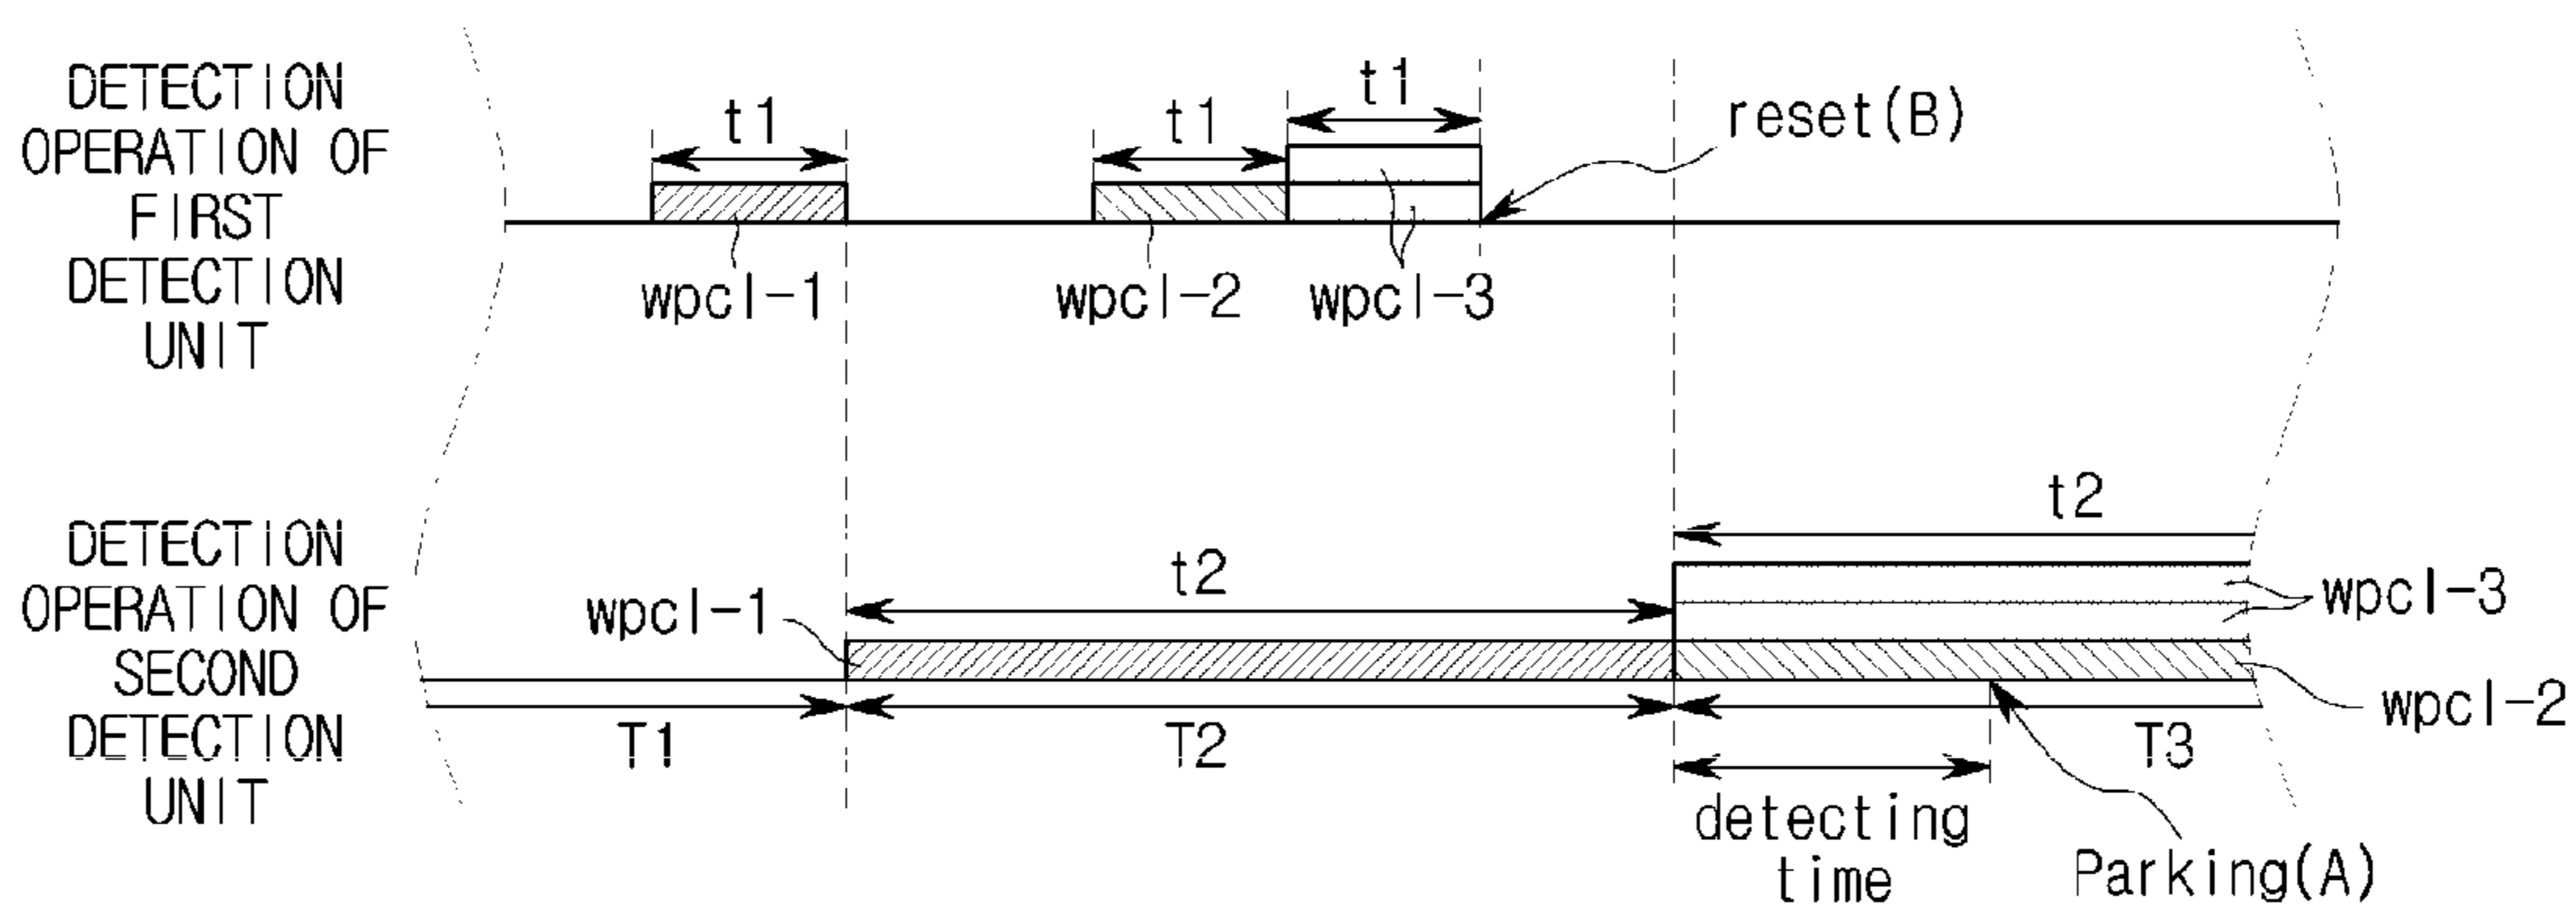 DETECTION
OPERATION OF
FIRST
DETECTION
UNIT
t1
t1
t1
reset(B)
wpcl-1
wpcl-2
wpcl-3
DETECTION
OPERATION OF
SECOND
DETECTION
UNIT
t2
t2
wpcl-1
wpcl-3
wpcl-2
T1
T2
T3
detecting
time
Parking(A)